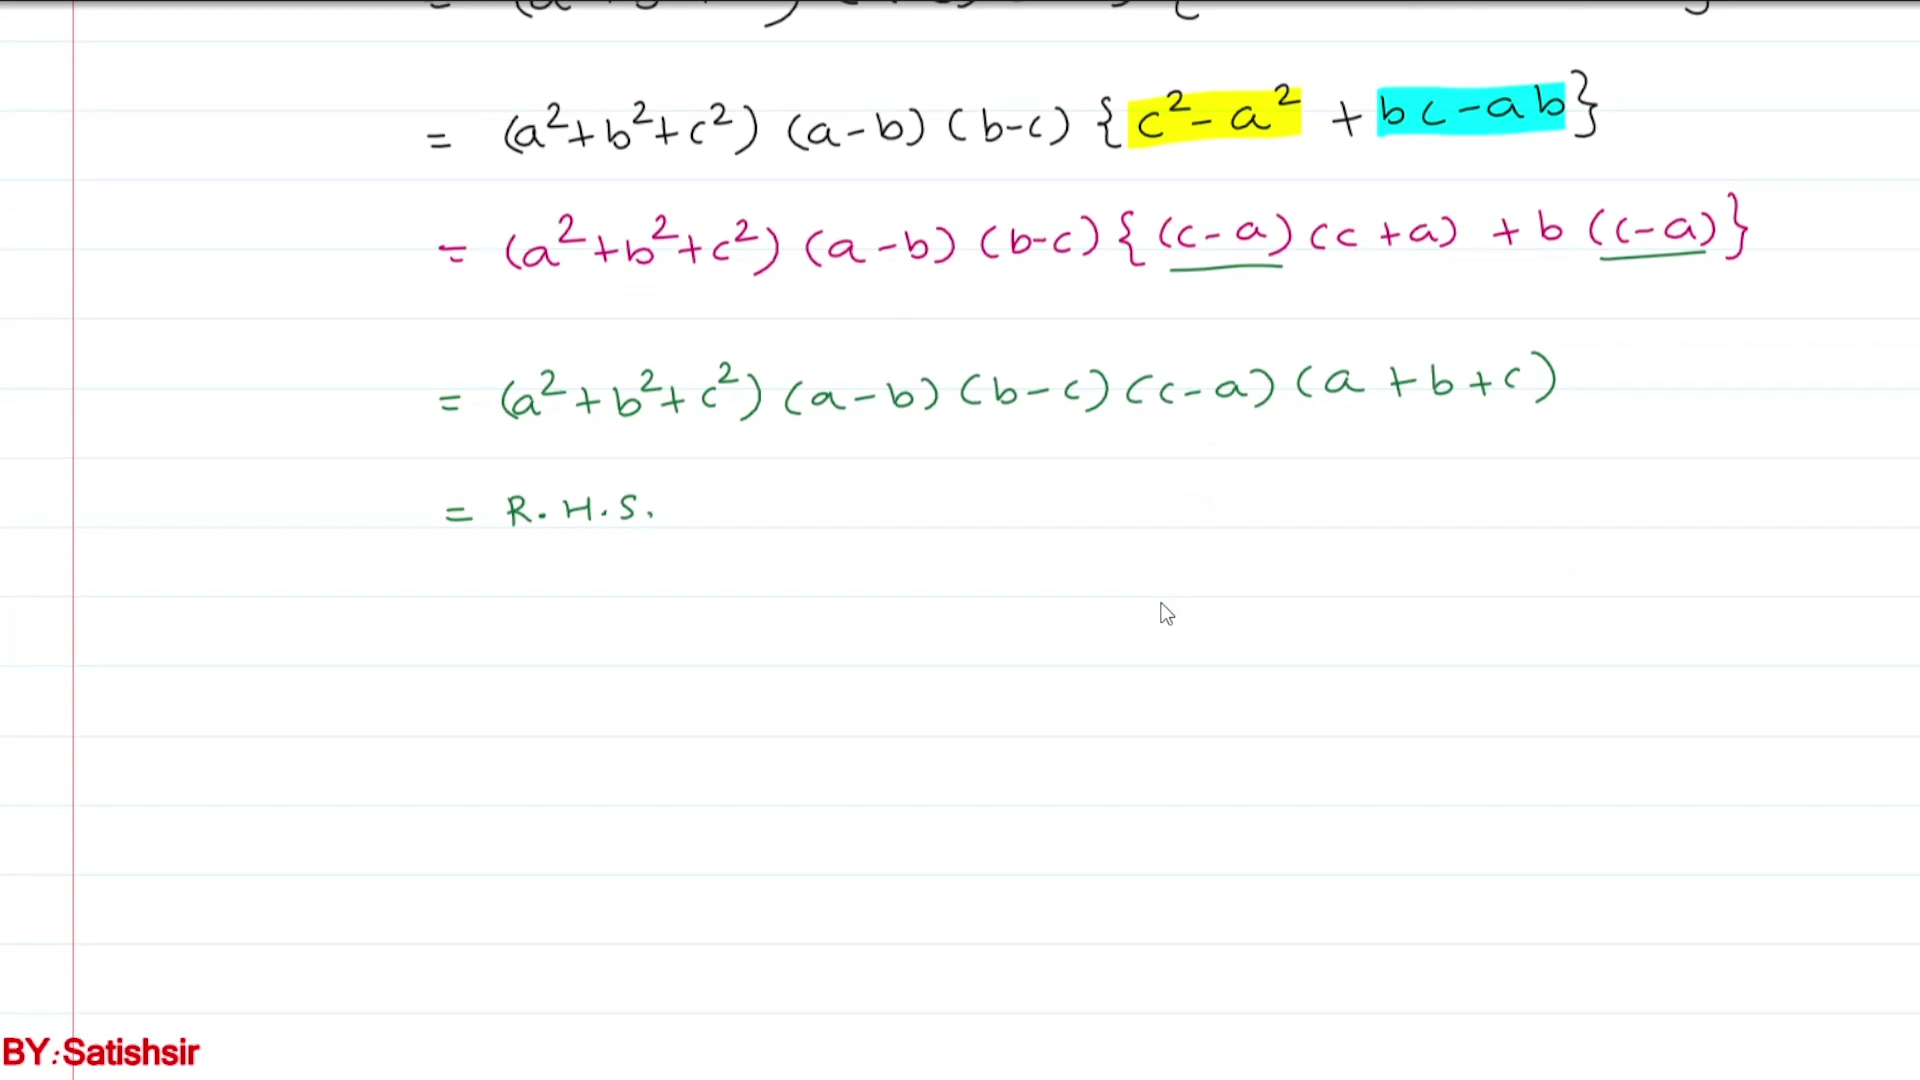 = (a²+b²+c²) (a-b) (b-c) { c²-a² + bc-ab}
= (a²+b²+c²) (a-b) (b-c) { (c-a) (c+a) + b (c-a)}
= (a²+b²+c²) (a-b) (b-c) (c-a) (a+b+c)
= R.H.S.
BY:Satishsir